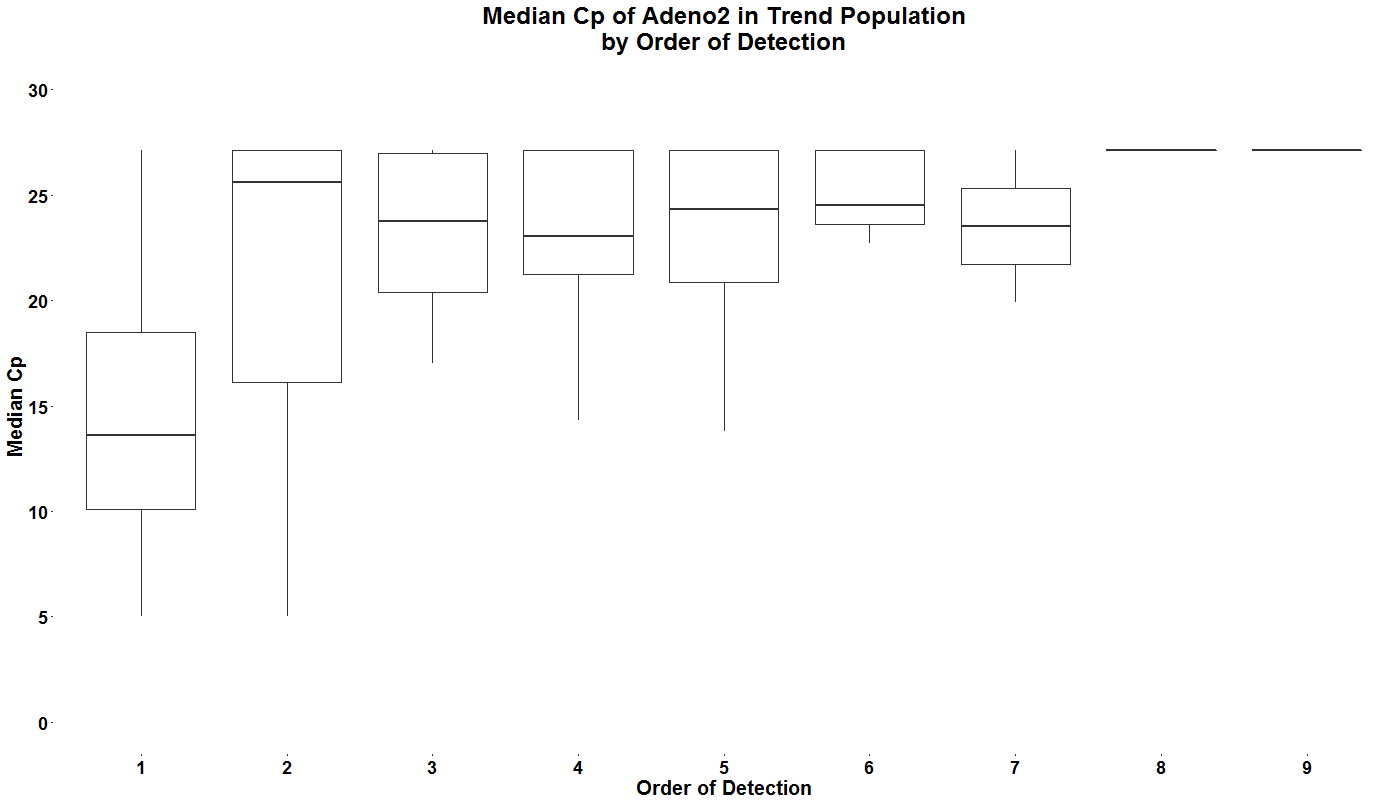 Median Cp of Adeno2 in Trend Population
by Order of Detection
Median Cp
30
25
20
15
10
5
0
1 2 3 4 5 6 7 8 9
Order of Detection